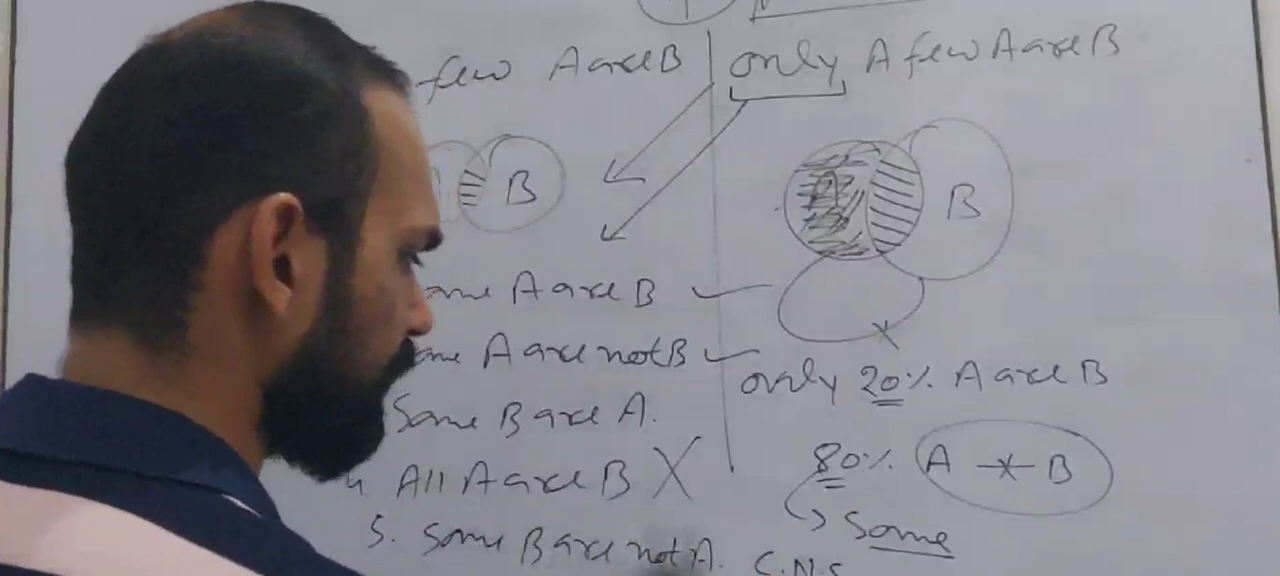 few A are B
only A few A are B
A
B
B
Some A are B
Some A are not B
Some B are A.
4 All A are B X
5. Some B are not A. C.N.S
only 20% A are B
80% A -x- B
Some